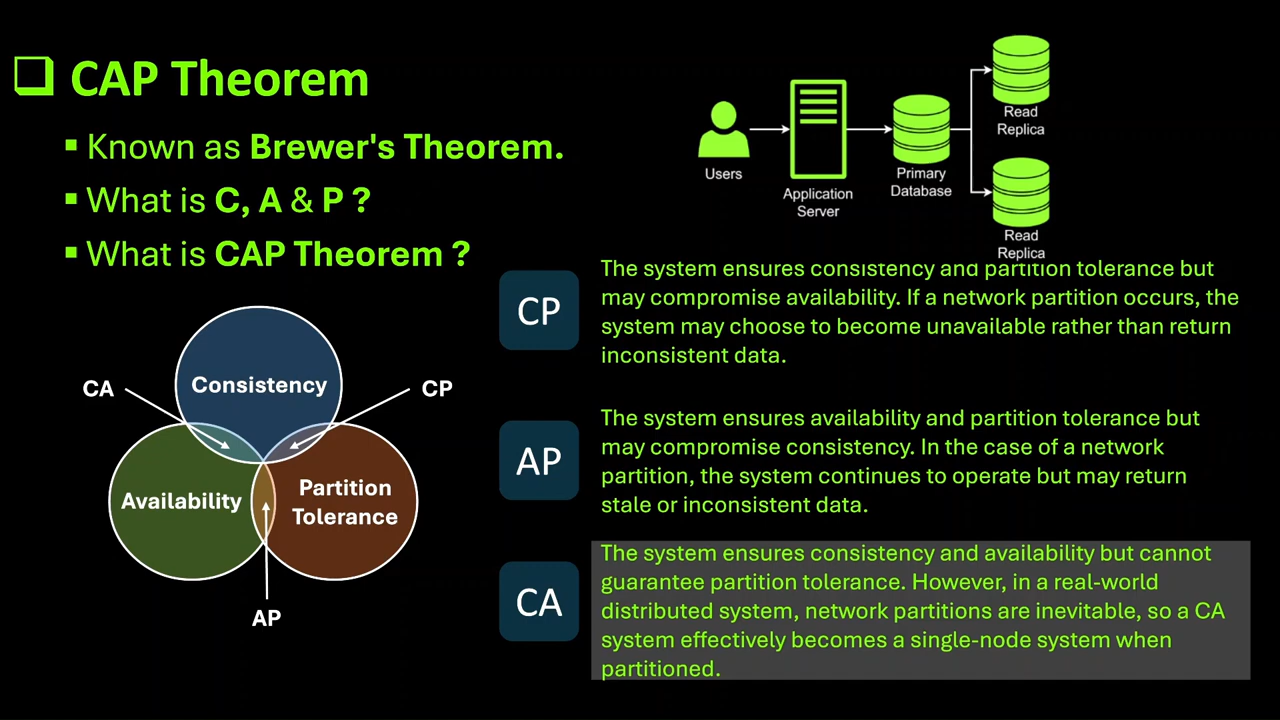 CAP Theorem
Known as Brewer's Theorem.
What is C, A & P ?
What is CAP Theorem ?
Users
Application
Server
Primary
Database
Read
Replica
Read
Replica
Consistency
Availability
Partition
Tolerance
CA
CP
AP
CP
The system ensures consistency and partition tolerance but
may compromise availability. If a network partition occurs, the
system may choose to become unavailable rather than return
inconsistent data.
AP
The system ensures availability and partition tolerance but
may compromise consistency. In the case of a network
partition, the system continues to operate but may return
stale or inconsistent data.
CA
The system ensures consistency and availability but cannot
guarantee partition tolerance. However, in a real-world
distributed system, network partitions are inevitable, so a CA
system effectively becomes a single-node system when
partitioned.